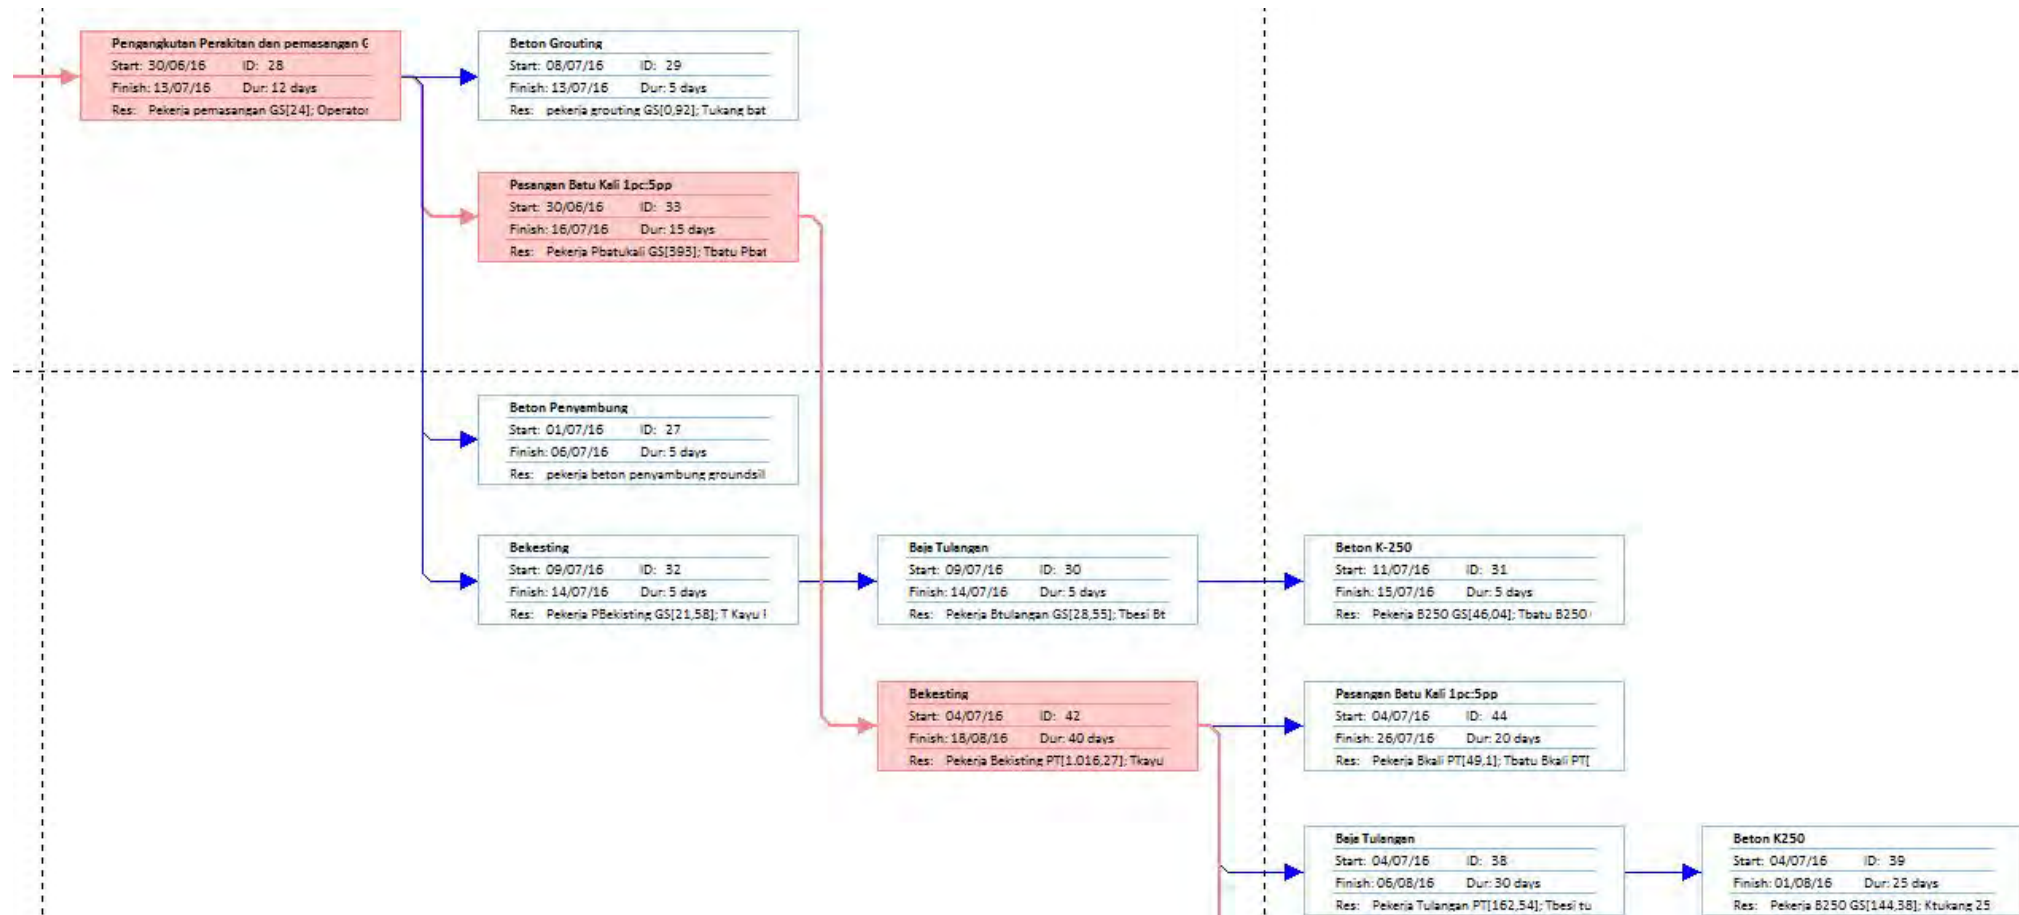 Pengangkutan Perakitan dan pemasangan G
Start: 30/06/16 ID: 28
Finish: 13/07/16 Dur: 12 days
Res: Pekerja pemasangan GS[24]; Operator
Beton Grouting
Start: 08/07/16 ID: 29
Finish: 13/07/16 Dur: 5 days
Res: pekerja grouting GS[0,92]; Tukang bat
Pasangan Batu Kali 1pc:5pp
Start: 30/06/16 ID: 33
Finish: 16/07/16 Dur: 15 days
Res: Pekerja Pbatukali GS[393]; Tbatu Pbat
Beton Penyambung
Start: 01/07/16 ID: 27
Finish: 06/07/16 Dur: 5 days
Res: pekerja beton penyambung groundsil
Bekesting
Start: 09/07/16 ID: 32
Finish: 14/07/16 Dur: 5 days
Res: Pekerja PBekisting GS[21,58]; T Kayu
Baja Tulangan
Start: 09/07/16 ID: 30
Finish: 14/07/16 Dur: 5 days
Res: Pekerja Btulangan GS[28,55]; Tbesi Bt
Beton K-250
Start: 11/07/16 ID: 31
Finish: 15/07/16 Dur: 5 days
Res: Pekerja B250 GS[46,04]; Tbatu B250
Bekesting
Start: 04/07/16 ID: 42
Finish: 18/08/16 Dur: 40 days
Res: Pekerja Bekisting PT[1.016,27]; Tkayu
Pasangan Batu Kali 1pc:5pp
Start: 04/07/16 ID: 44
Finish: 26/07/16 Dur: 20 days
Res: Pekerja Bkali PT[49,1]; Tbatu Bkali PT[
Baja Tulangan
Start: 04/07/16 ID: 38
Finish: 06/08/16 Dur: 30 days
Res: Pekerja Tulangan PT[162,54]; Tbesi tu
Beton K250
Start: 04/07/16 ID: 39
Finish: 01/08/16 Dur: 25 days
Res: Pekerja B250 GS[144,38]; Ktukang 25